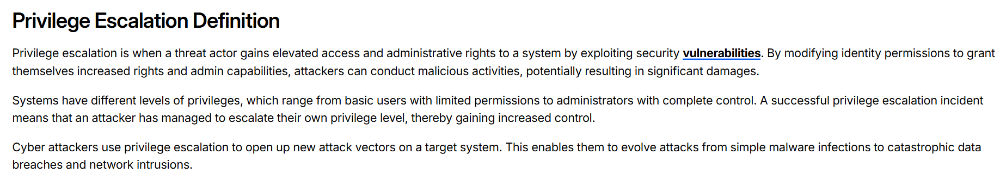 Privilege Escalation Definition
Privilege escalation is when a threat actor gains elevated access and administrative rights to a system by exploiting security vulnerabilities. By modifying identity permissions to grant
themselves increased rights and admin capabilities, attackers can conduct malicious activities, potentially resulting in significant damages.
Systems have different levels of privileges, which range from basic users with limited permissions to administrators with complete control. A successful privilege escalation incident
means that an attacker has managed to escalate their own privilege level, thereby gaining increased control.
Cyber attackers use privilege escalation to open up new attack vectors on a target system. This enables them to evolve attacks from simple malware infections to catastrophic data
breaches and network intrusions.